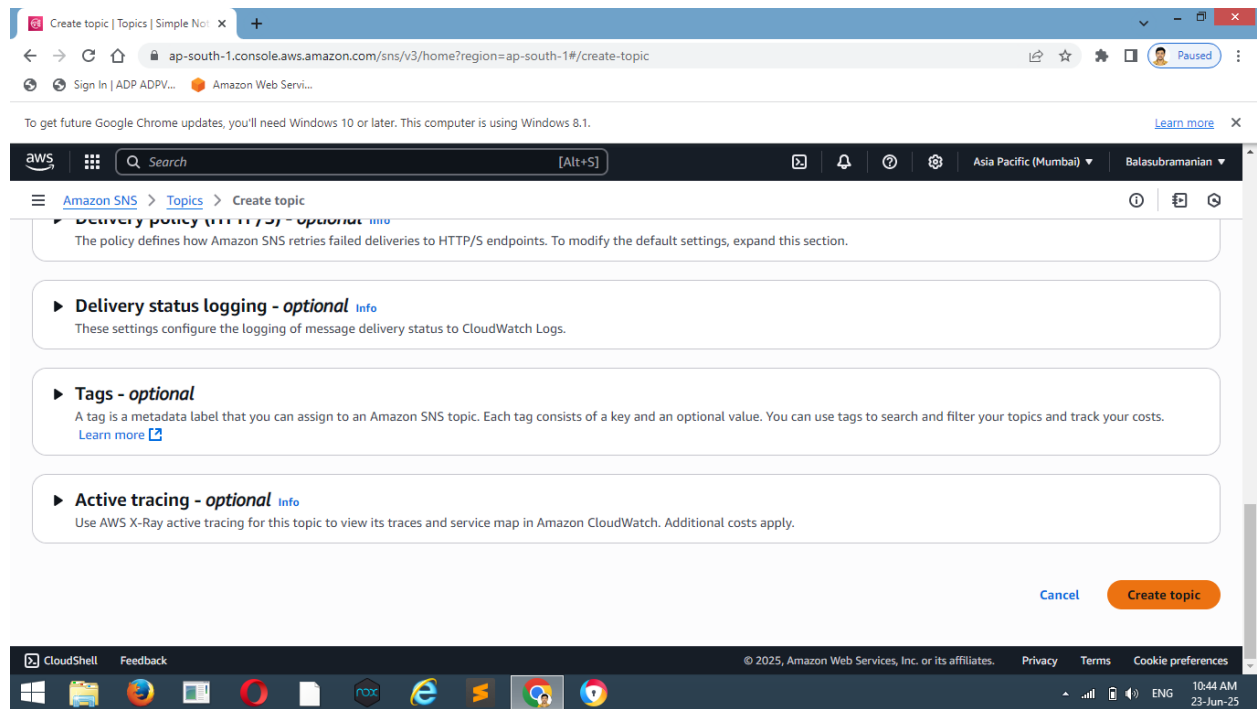 Create topic | Topics | Simple No
ap-south-1.console.aws.amazon.com/sns/v3/home?region=ap-south-1#/create-topic
Paused
Sign In | ADP ADPV...
Amazon Web Servi...
To get future Google Chrome updates, you'll need Windows 10 or later. This computer is using Windows 8.1.
Learn more
aws
Search
[Alt+S]
Asia Pacific (Mumbai)
Balasubramanian
Amazon SNS > Topics > Create topic
Delivery policy (HTTP/S) - optional Info
The policy defines how Amazon SNS retries failed deliveries to HTTP/S endpoints. To modify the default settings, expand this section.
Delivery status logging - optional Info
These settings configure the logging of message delivery status to CloudWatch Logs.
Tags - optional
A tag is a metadata label that you can assign to an Amazon SNS topic. Each tag consists of a key and an optional value. You can use tags to search and filter your topics and track your costs.
Learn more
Active tracing - optional Info
Use AWS X-Ray active tracing for this topic to view its traces and service map in Amazon CloudWatch. Additional costs apply.
Cancel
Create topic
CloudShell
Feedback
© 2025, Amazon Web Services, Inc. or its affiliates.
Privacy
Terms
Cookie preferences
nox
ENG
10:44 AM
23-Jun-25